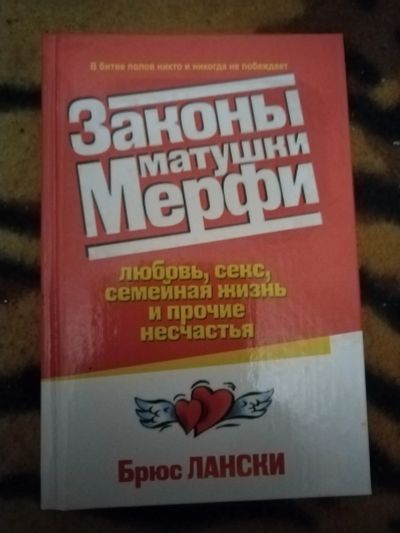 В битве полов никто и никогда не побеждает
Законы
матушки
Мерфи
любовь, секс,
семейная жизнь
и прочие
несчастья
Брюс ЛАНСКИ